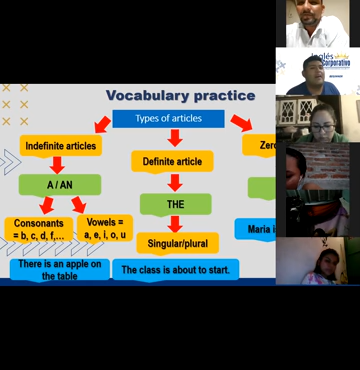 Vocabulary practice
Types of articles
Indefinite articles
Definite article
Zero
A / AN
THE
Consonants
= b, c, d, f,...
Vowels =
a, e, i, o, u
Singular/plural
Maria i
There is an apple on
the table
The class is about to start.
Inglés
Corporativo